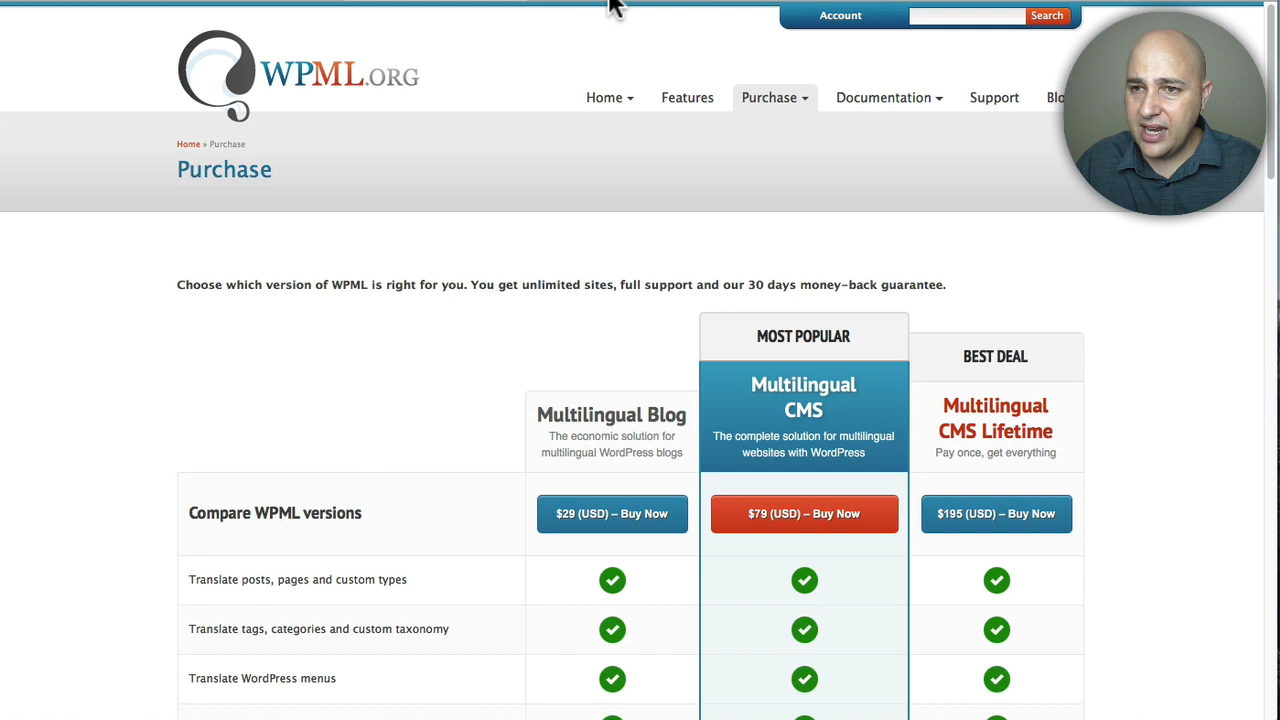 Account
Search
WPML.ORG
Home
Features
Purchase
Documentation
Support
Home » Purchase
Purchase
Choose which version of WPML is right for you. You get unlimited sites, full support and our 30 days money-back guarantee.
MOST POPULAR
BEST DEAL
Multilingual Blog
The economic solution for
multilingual WordPress blogs
Multilingual
CMS
The complete solution for multilingual
websites with WordPress
Multilingual
CMS Lifetime
Pay once, get everything
Compare WPML versions
$29 (USD) – Buy Now
$79 (USD) – Buy Now
$195 (USD) – Buy Now
Translate posts, pages and custom types
Translate tags, categories and custom taxonomy
Translate WordPress menus